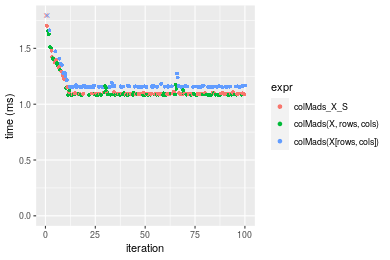 1.5
1.0
0.5
0.0
time (ms)
0
25
50
75
100
iteration
expr
colMads_X_S
colMads(X, rows, cols)
colMads(X[rows, cols])